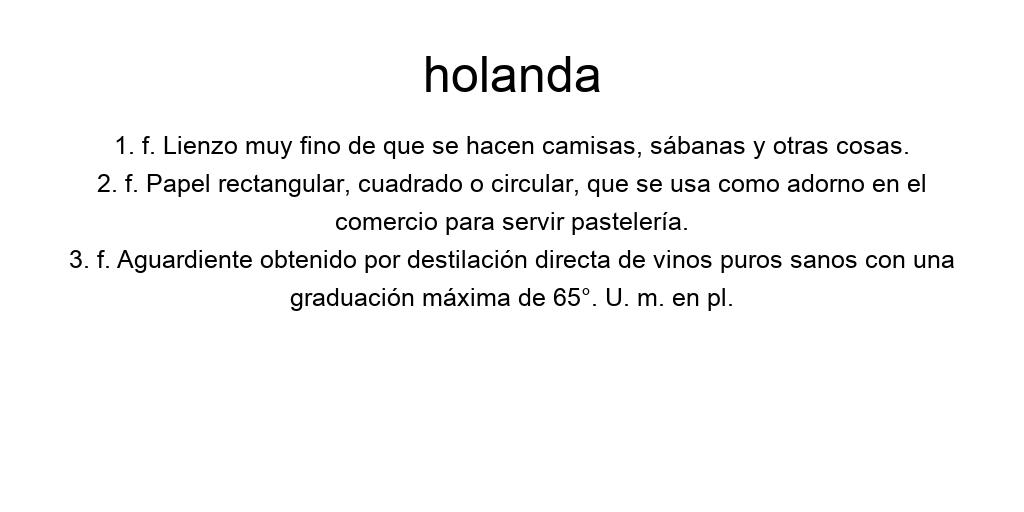 holanda
1. f. Lienzo muy fino de que se hacen camisas, sábanas y otras cosas.
2. f. Papel rectangular, cuadrado o circular, que se usa como adorno en el
comercio para servir pastelería.
3. f. Aguardiente obtenido por destilación directa de vinos puros sanos con una
graduación máxima de 65°. U. m. en pl.